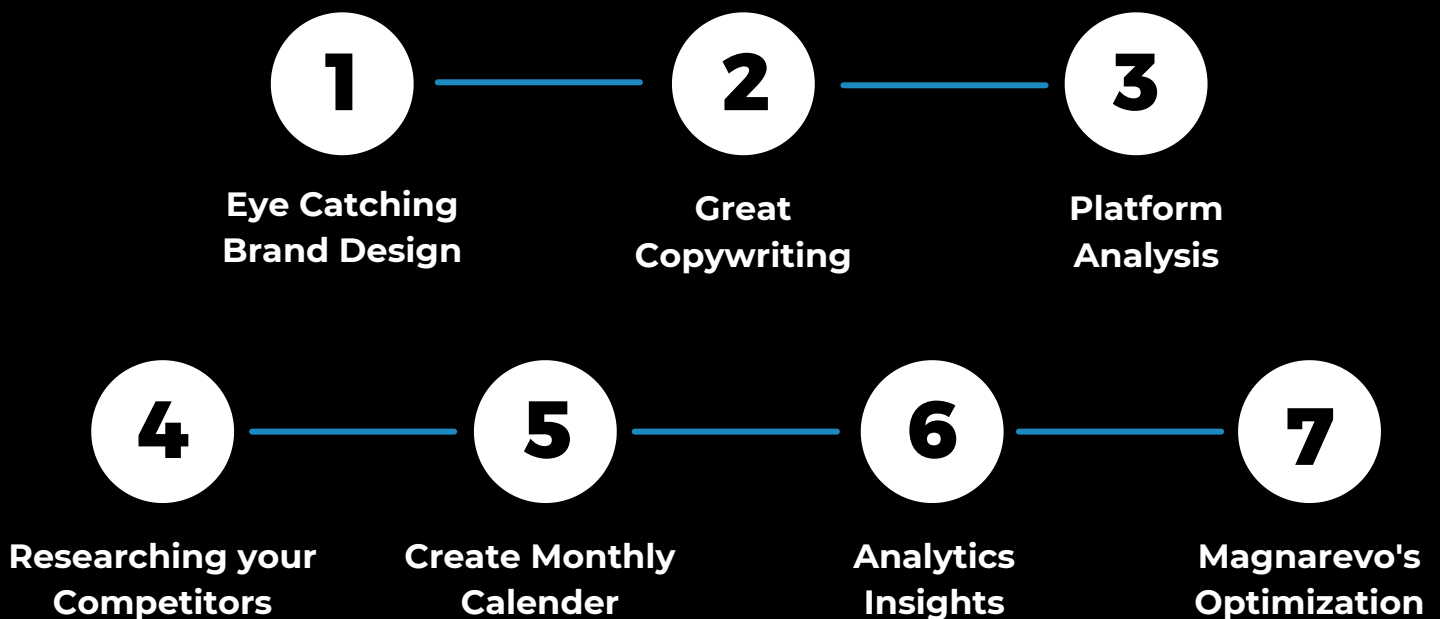 1
2
3
Eye Catching
Brand Design
Great
Copywriting
Platform
Analysis
4
5
6
7
Researching your
Competitors
Create Monthly
Calender
Analytics
Insights
Magnarevo's
Optimization